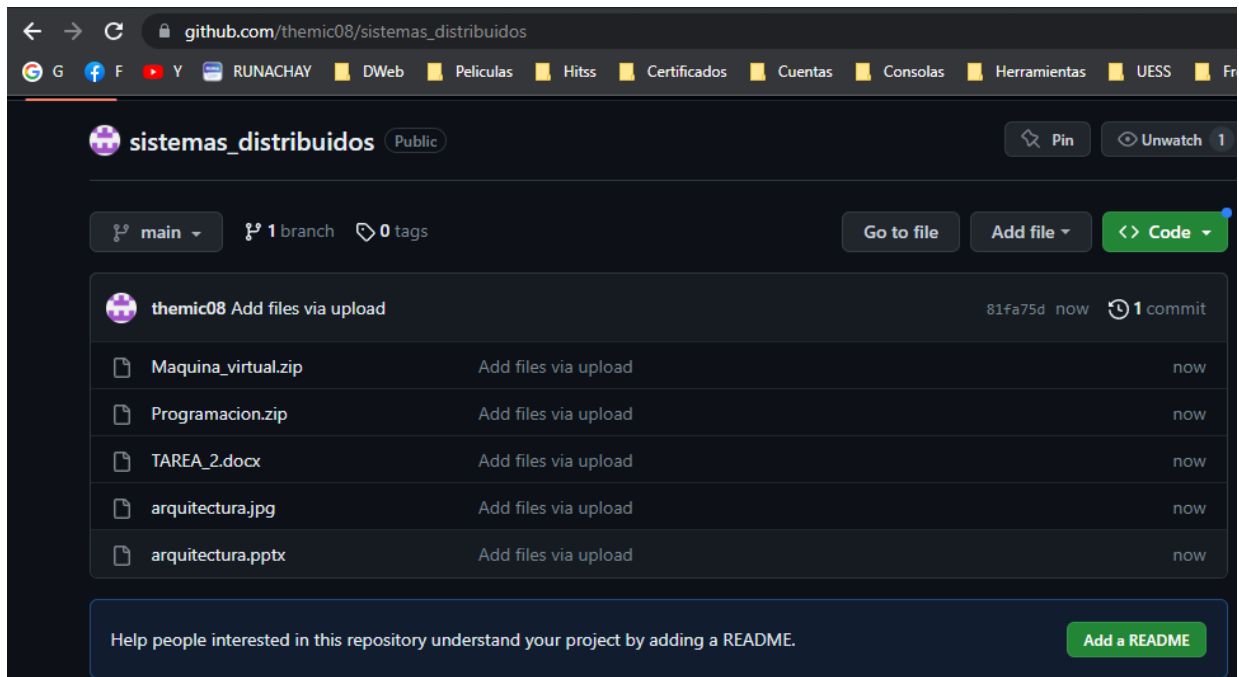 github.com/themic08/sistemas_distribuidos
G F Y RUNACHAY DWeb Peliculas Hitss Certificados Cuentas Consolas Herramientas UESS
sistemas_distribuidos Public Pin Unwatch 1
main 1 branch 0 tags Go to file Add file <> Code
themic08 Add files via upload 81fa75d now 1 commit
Maquina_virtual.zip Add files via upload now
Programacion.zip Add files via upload now
TAREA_2.docx Add files via upload now
arquitectura.jpg Add files via upload now
arquitectura.pptx Add files via upload now
Help people interested in this repository understand your project by adding a README. Add a README